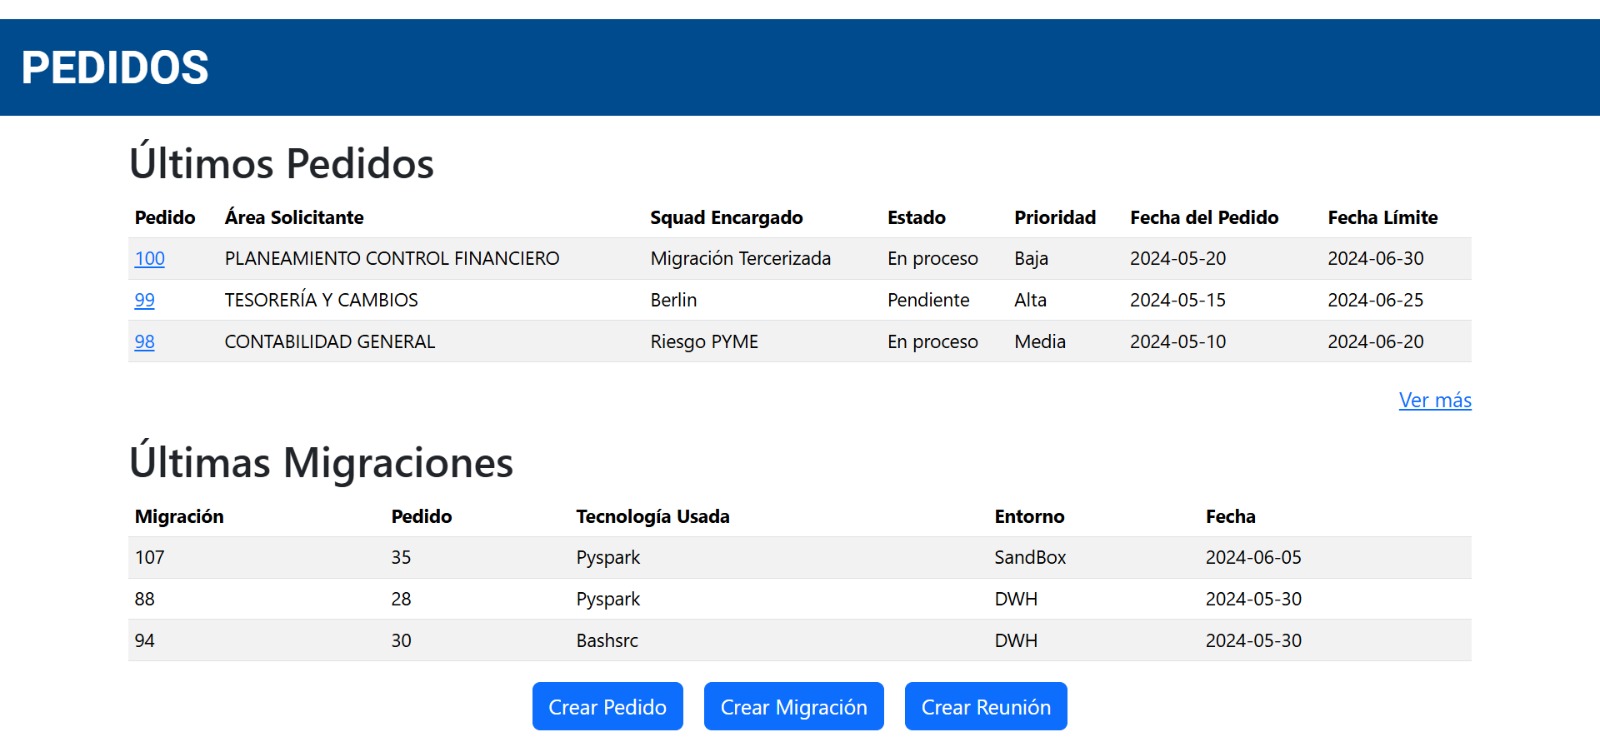 PEDIDOS
Últimos Pedidos
Pedido Área Solicitante Squad Encargado Estado Prioridad Fecha del Pedido Fecha Límite
100 PLANEAMIENTO CONTROL FINANCIERO Migración Tercerizada En proceso Baja 2024-05-20 2024-06-30
99 TESORERÍA Y CAMBIOS Berlin Pendiente Alta 2024-05-15 2024-06-25
98 CONTABILIDAD GENERAL Riesgo PYME En proceso Media 2024-05-10 2024-06-20
Ver más
Últimas Migraciones
Migración Pedido Tecnología Usada Entorno Fecha
107 35 Pyspark SandBox 2024-06-05
88 28 Pyspark DWH 2024-05-30
94 30 Bashsrc DWH 2024-05-30
Crear Pedido Crear Migración Crear Reunión